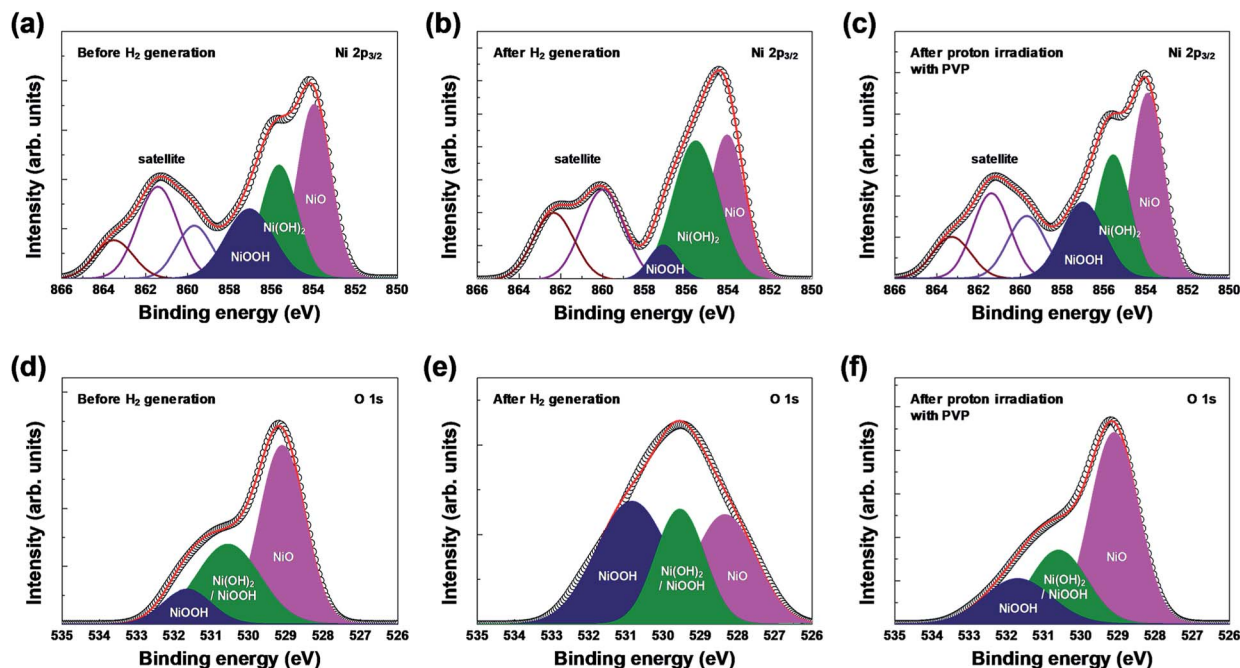 (a)
Before H₂ generation
Ni 2p₃/₂
satellite
NiO
Ni(OH)₂
NiOOH
Intensity (arb. units)
866 864 862 860 858 856 854 852 850
Binding energy (eV)
(b)
After H₂ generation
Ni 2p₃/₂
satellite
NiO
Ni(OH)₂
NiOOH
Intensity (arb. units)
866 864 862 860 858 856 854 852 850
Binding energy (eV)
(c)
After proton irradiation
with PVP
Ni 2p₃/₂
satellite
NiO
Ni(OH)₂
NiOOH
Intensity (arb. units)
866 864 862 860 858 856 854 852 850
Binding energy (eV)
(d)
Before H₂ generation
O 1s
NiO
Ni(OH)₂
/ NiOOH
NiOOH
Intensity (arb. units)
535 534 533 532 531 530 529 528 527 526
Binding energy (eV)
(e)
After H₂ generation
O 1s
NiOOH
Ni(OH)₂
/ NiOOH
NiO
Intensity (arb. units)
535 534 533 532 531 530 529 528 527 526
Binding energy (eV)
(f)
After proton irradiation
with PVP
O 1s
NiO
Ni(OH)₂
/ NiOOH
NiOOH
Intensity (arb. units)
535 534 533 532 531 530 529 528 527 526
Binding energy (eV)